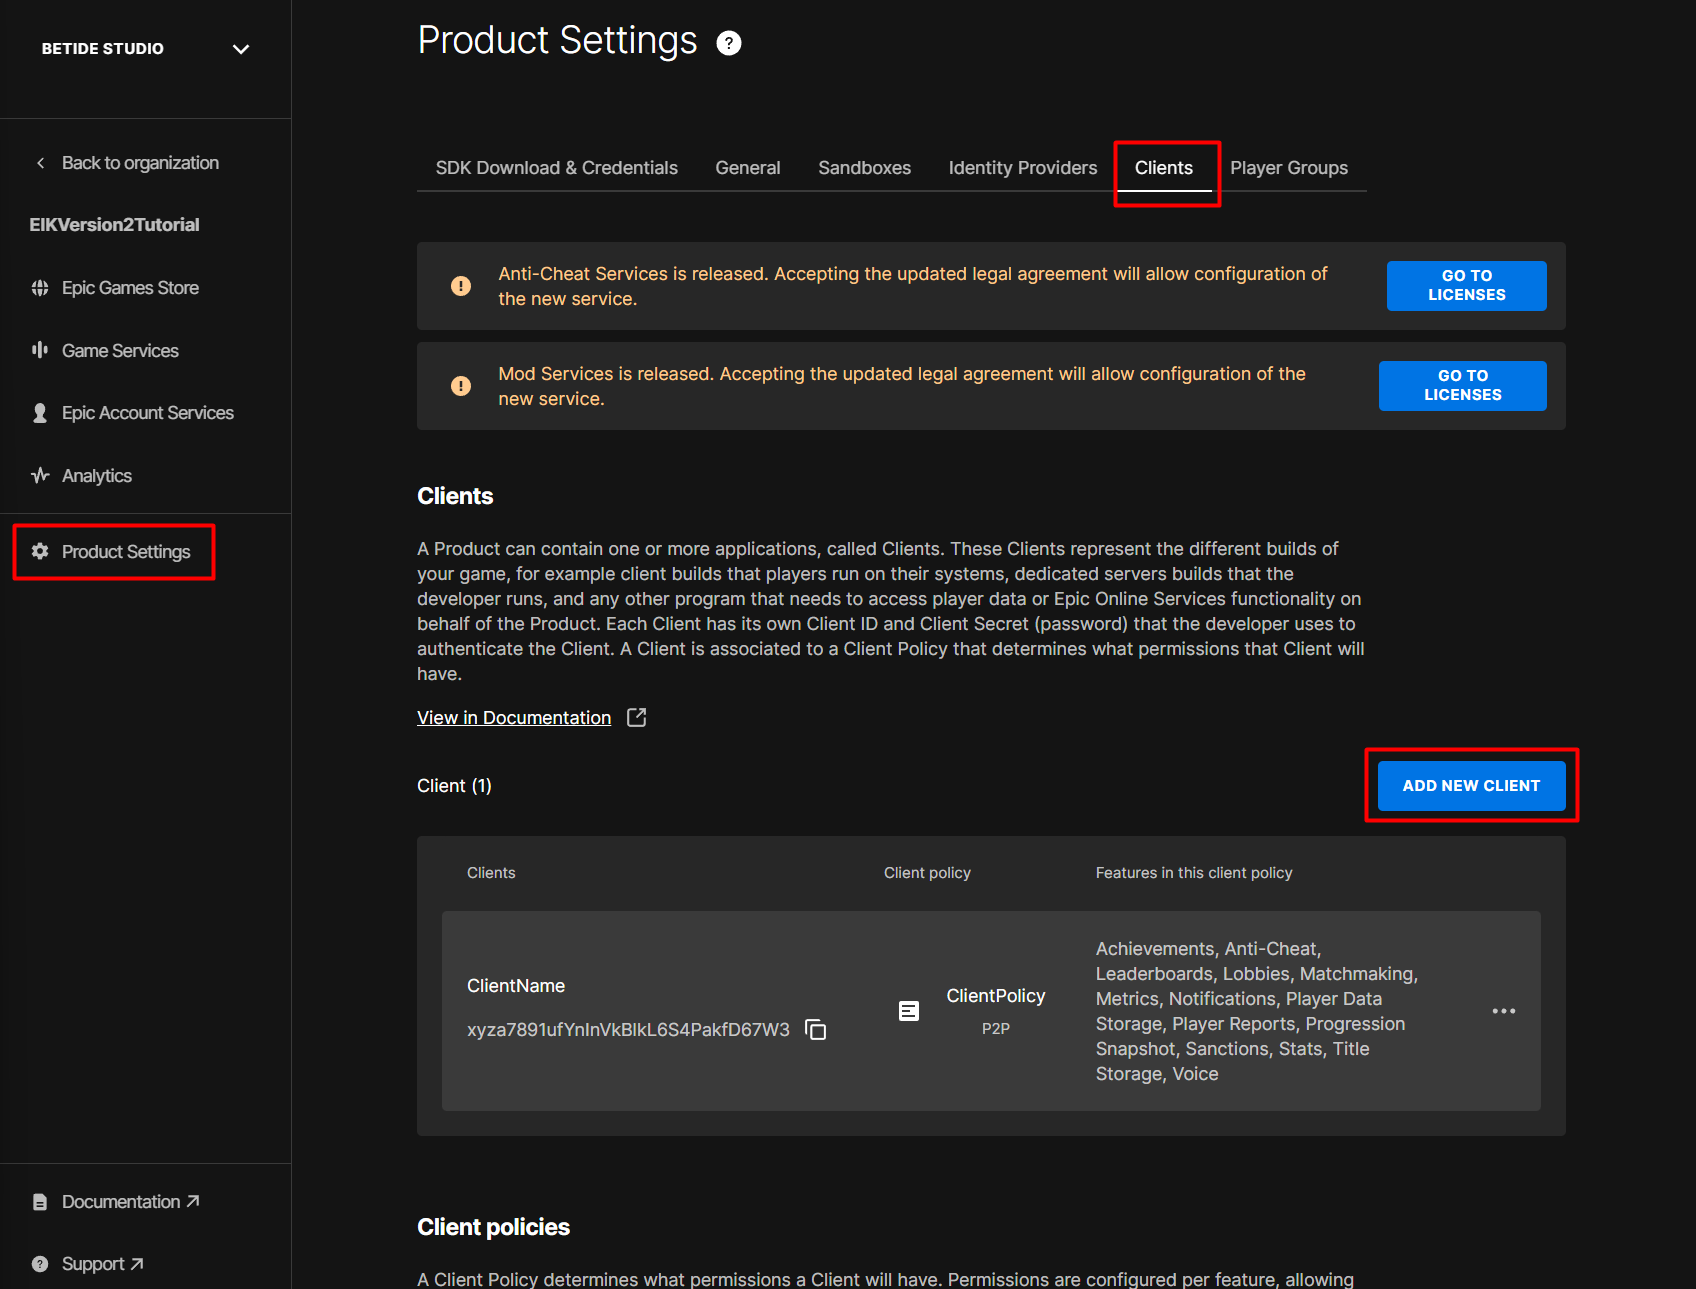 BETIDE STUDIO
Back to organization
EIKVersion2Tutorial
Epic Games Store
Game Services
Epic Account Services
Analytics
Product Settings
Documentation
Support
Product Settings
SDK Download & Credentials
General
Sandboxes
Identity Providers
Clients
Player Groups
Anti-Cheat Services is released. Accepting the updated legal agreement will allow configuration of
the new service.
GO TO
LICENSES
Mod Services is released. Accepting the updated legal agreement will allow configuration of the
new service.
GO TO
LICENSES
Clients
A Product can contain one or more applications, called Clients. These Clients represent the different builds of
your game, for example client builds that players run on their systems, dedicated servers builds that the
developer runs, and any other program that needs to access player data or Epic Online Services functionality on
behalf of the Product. Each Client has its own Client ID and Client Secret (password) that the developer uses to
authenticate the Client. A Client is associated to a Client Policy that determines what permissions that Client will
have.
View in Documentation
Client (1)
ADD NEW CLIENT
Clients
Client policy
Features in this client policy
ClientName
xyza7891ufYnInVkBlkL6S4PakfD67W3
ClientPolicy
P2P
Achievements, Anti-Cheat,
Leaderboards, Lobbies, Matchmaking,
Metrics, Notifications, Player Data
Storage, Player Reports, Progression
Snapshot, Sanctions, Stats, Title
Storage, Voice
Client policies
A Client Policy determines what permissions a Client will have. Permissions are configured per feature, allowing